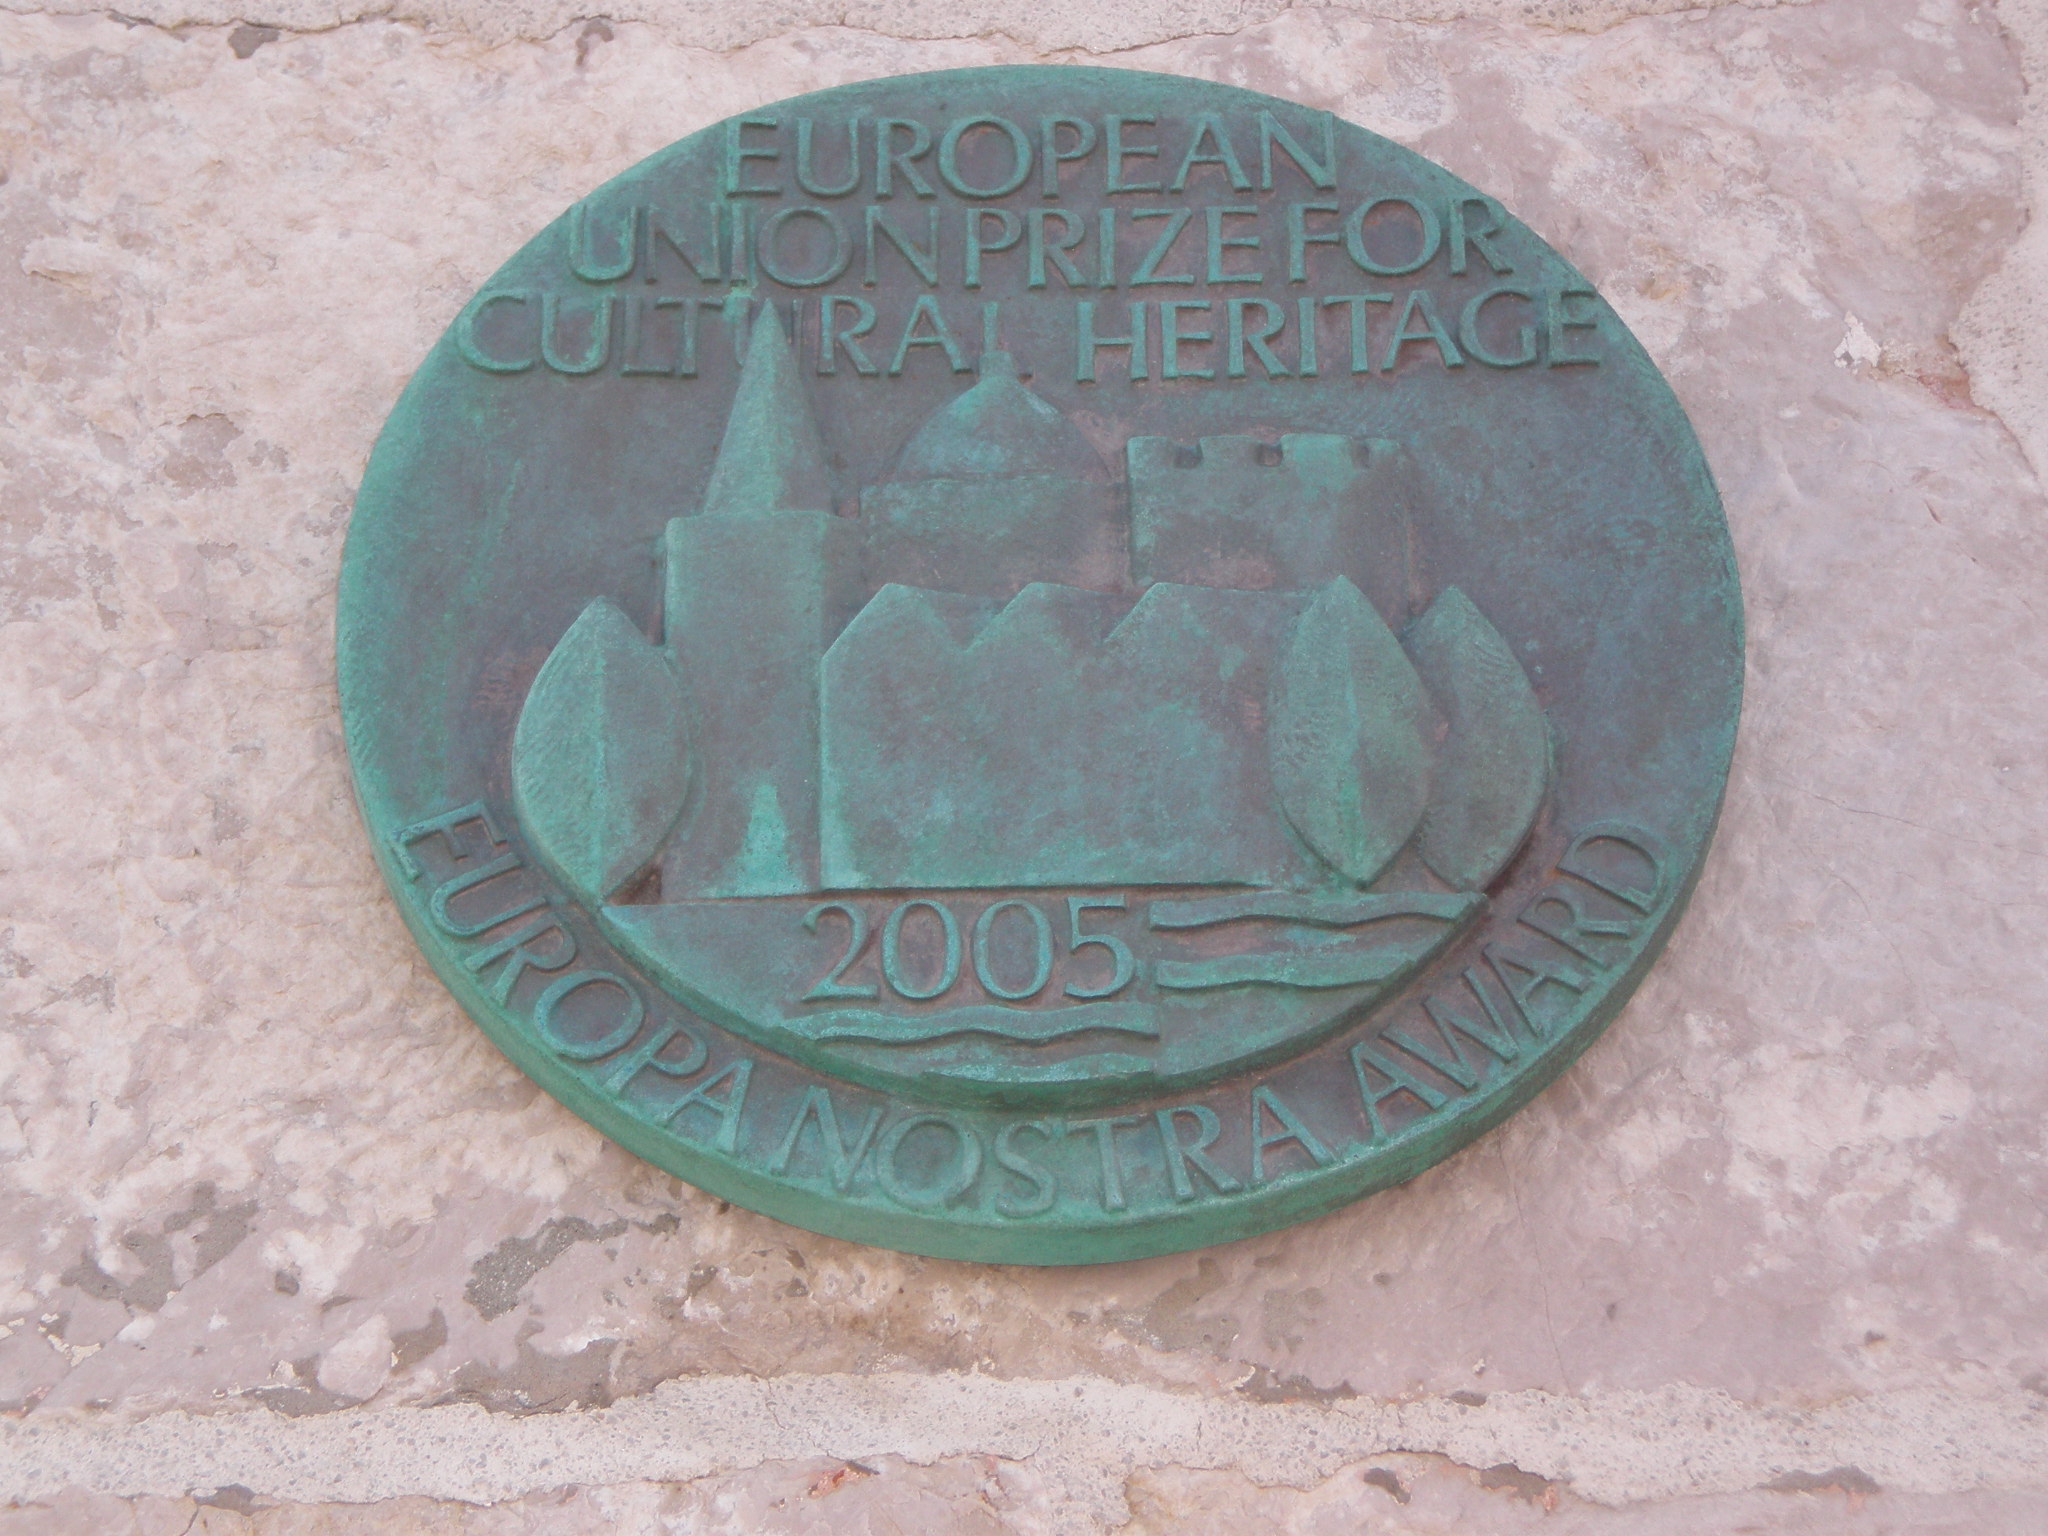 EUROPEAN
UNION PRIZE FOR
CULTURAL HERITAGE
2005
EUROPA NOSTRA AWARD